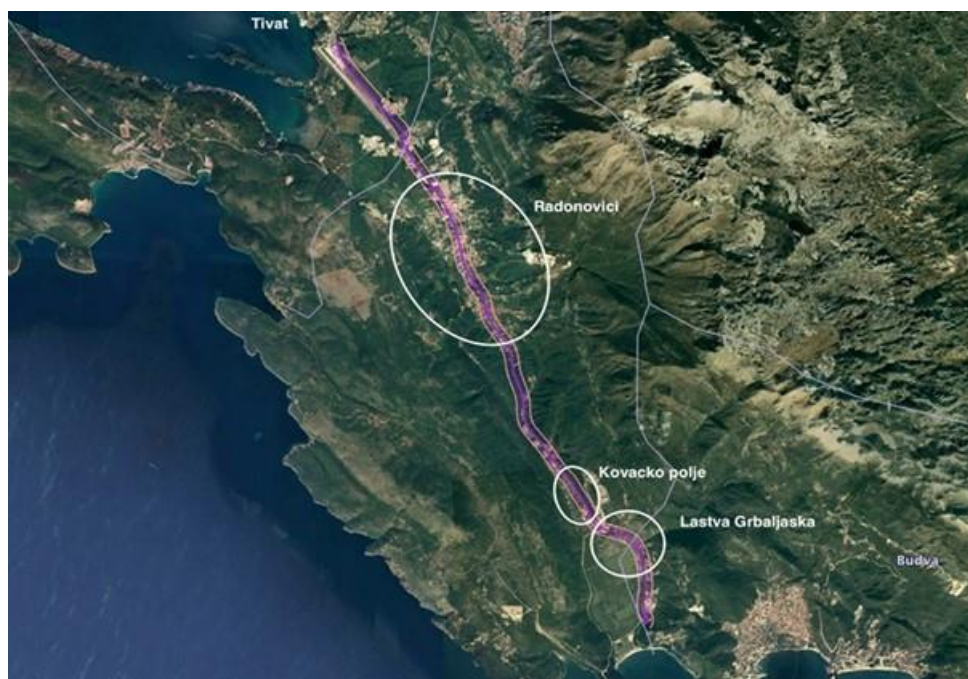 Tivat
Radonovici
Kovacko polje
Lastva Grbaljaska
Budva